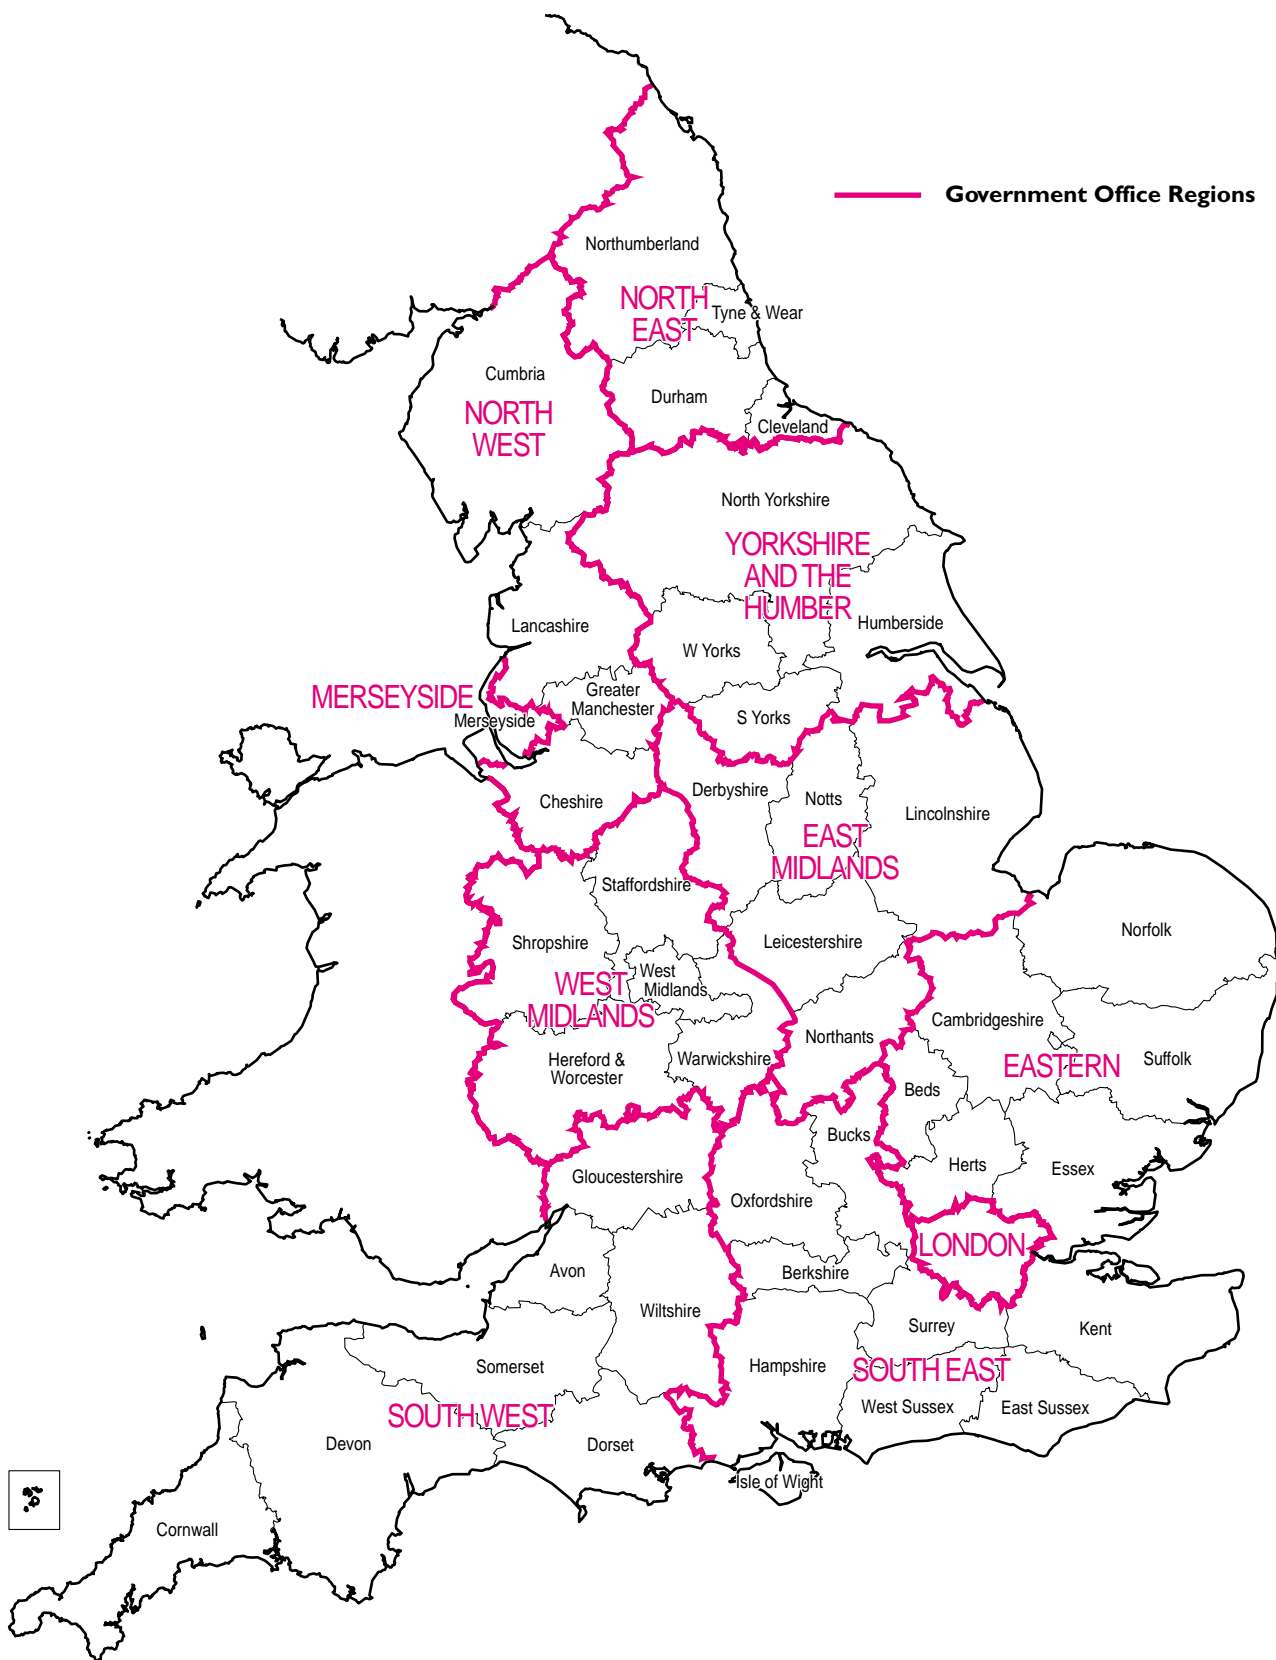 Government Office Regions
Northumberland
NORTH
EAST
Tyne & Wear
Cumbria
NORTH
WEST
Durham
Cleveland
North Yorkshire
YORKSHIRE
AND THE
HUMBER
Lancashire
Humberside
W Yorks
MERSEYSIDE
Merseyside
Greater
Manchester
S Yorks
Cheshire
Derbyshire
Notts
Lincolnshire
EAST
MIDLANDS
Staffordshire
Shropshire
Leicestershire
Norfolk
West
Midlands
WEST
MIDLANDS
Cambridgeshire
Northants
Hereford &
Worcester
Warwickshire
EASTERN
Suffolk
Beds
Bucks
Herts
Essex
Gloucestershire
Oxfordshire
LONDON
Avon
Berkshire
Wiltshire
Surrey
Kent
Somerset
Hampshire
SOUTH EAST
West Sussex
East Sussex
SOUTH WEST
Devon
Dorset
Isle of Wight
Cornwall